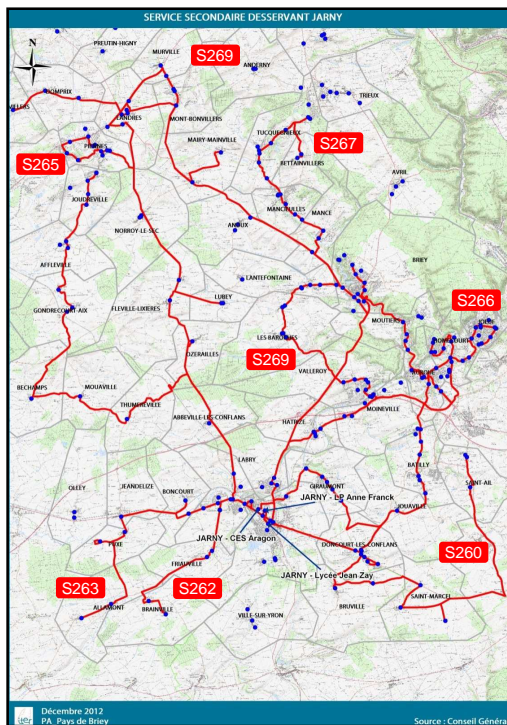 SERVICE SECONDAIRE DESSERVANT JARNY
PREUTIN-HIGNY
MURVILLE
S269
ANDERNY
N
DOMPRIX
TRIEUX
LANDRES
MONT-BONVILLERS
TUCQUEGNIEUX
MAIRY-MAINVILLE
S267
BETTAINVILLERS
S265
PIENNES
AVRIL
JOUDREVILLE
MANCIEULLES
MANCE
ANOUX
NORROY-LE-SEC
BRIEY
AFFLEVILLE
LANTEFONTAINE
S266
GONDRECOURT-AIX
FLEVILLE-LIXIERES
LUBEY
MOUTIERS
JOEUF
HOMECOURT
LES BAROCHES
OZERAILLES
S269
VALLEROY
BECHAMPS
MOUAVILLE
THUMEREVILLE
MOINEVILLE
ABBEVILLE-LES-CONFLANS
HATRIZE
LABRY
BATILLY
OLLEY
JEANDELIZE
BONCOURT
GIRAUMONT
SAINT-AIL
JARNY - LP Anne Franck
JOUAVILLE
JARNY - CES Aragon
S260
DONCOURT-LES-CONFLANS
FRIAUVILLE
JARNY - Lycée Jean Zay
S263
S262
ALLAMONT
BRAINVILLE
SAINT-MARCEL
BRUVILLE
VILLE-SUR-YRON
Décembre 2012
PA Pays de Briey
Source : Conseil Général